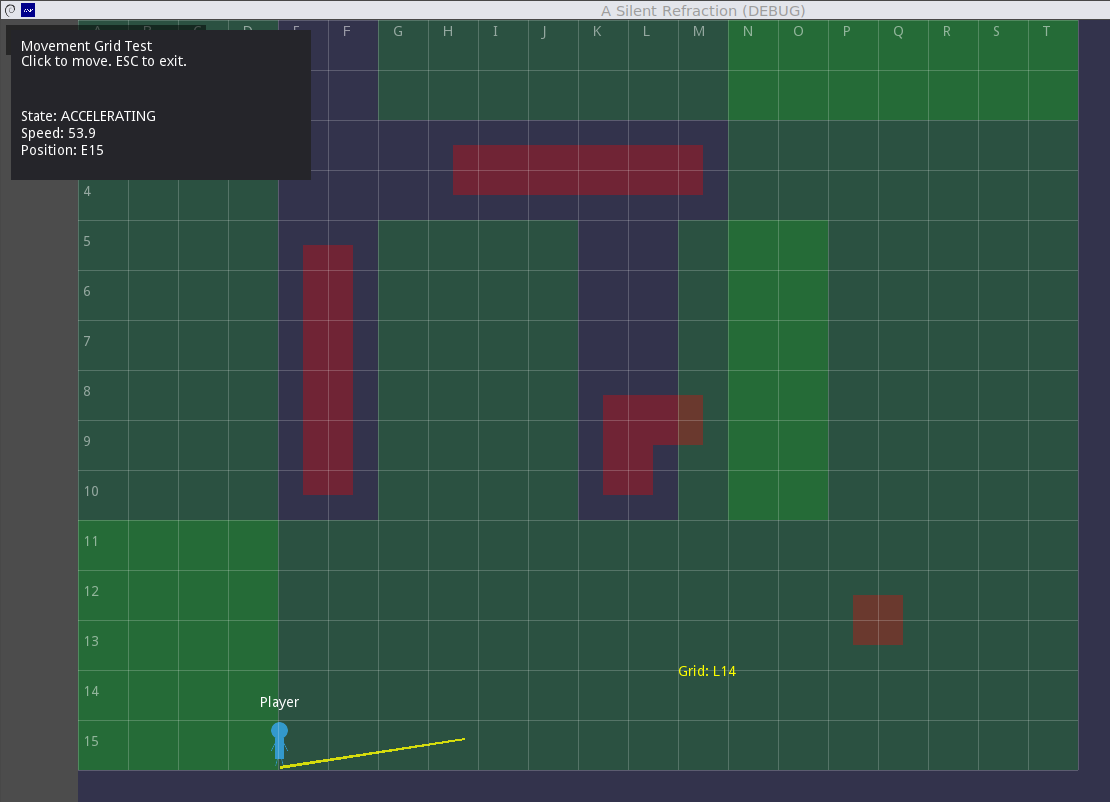 A Silent Refraction (DEBUG)
F G H I J K L M N O P Q R S T
Movement Grid Test
Click to move. ESC to exit.
State: ACCELERATING
Speed: 53.9
Position: E15
4
5
6
7
8
9
10
11
12
13
Grid: L14
14
Player
15